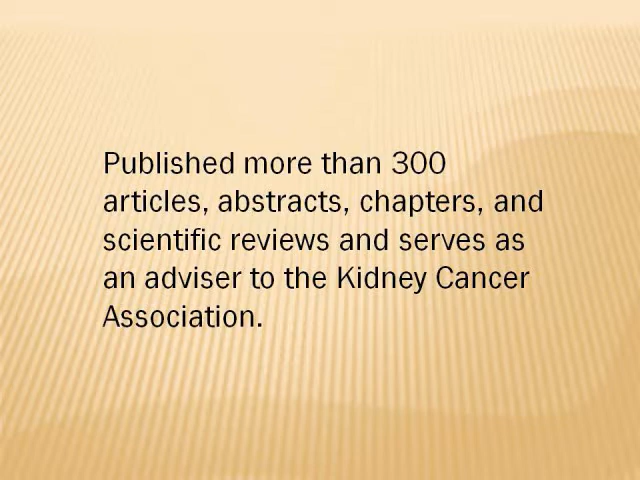 Published more than 300
articles, abstracts, chapters, and
scientific reviews and serves as
an adviser to the Kidney Cancer
Association.